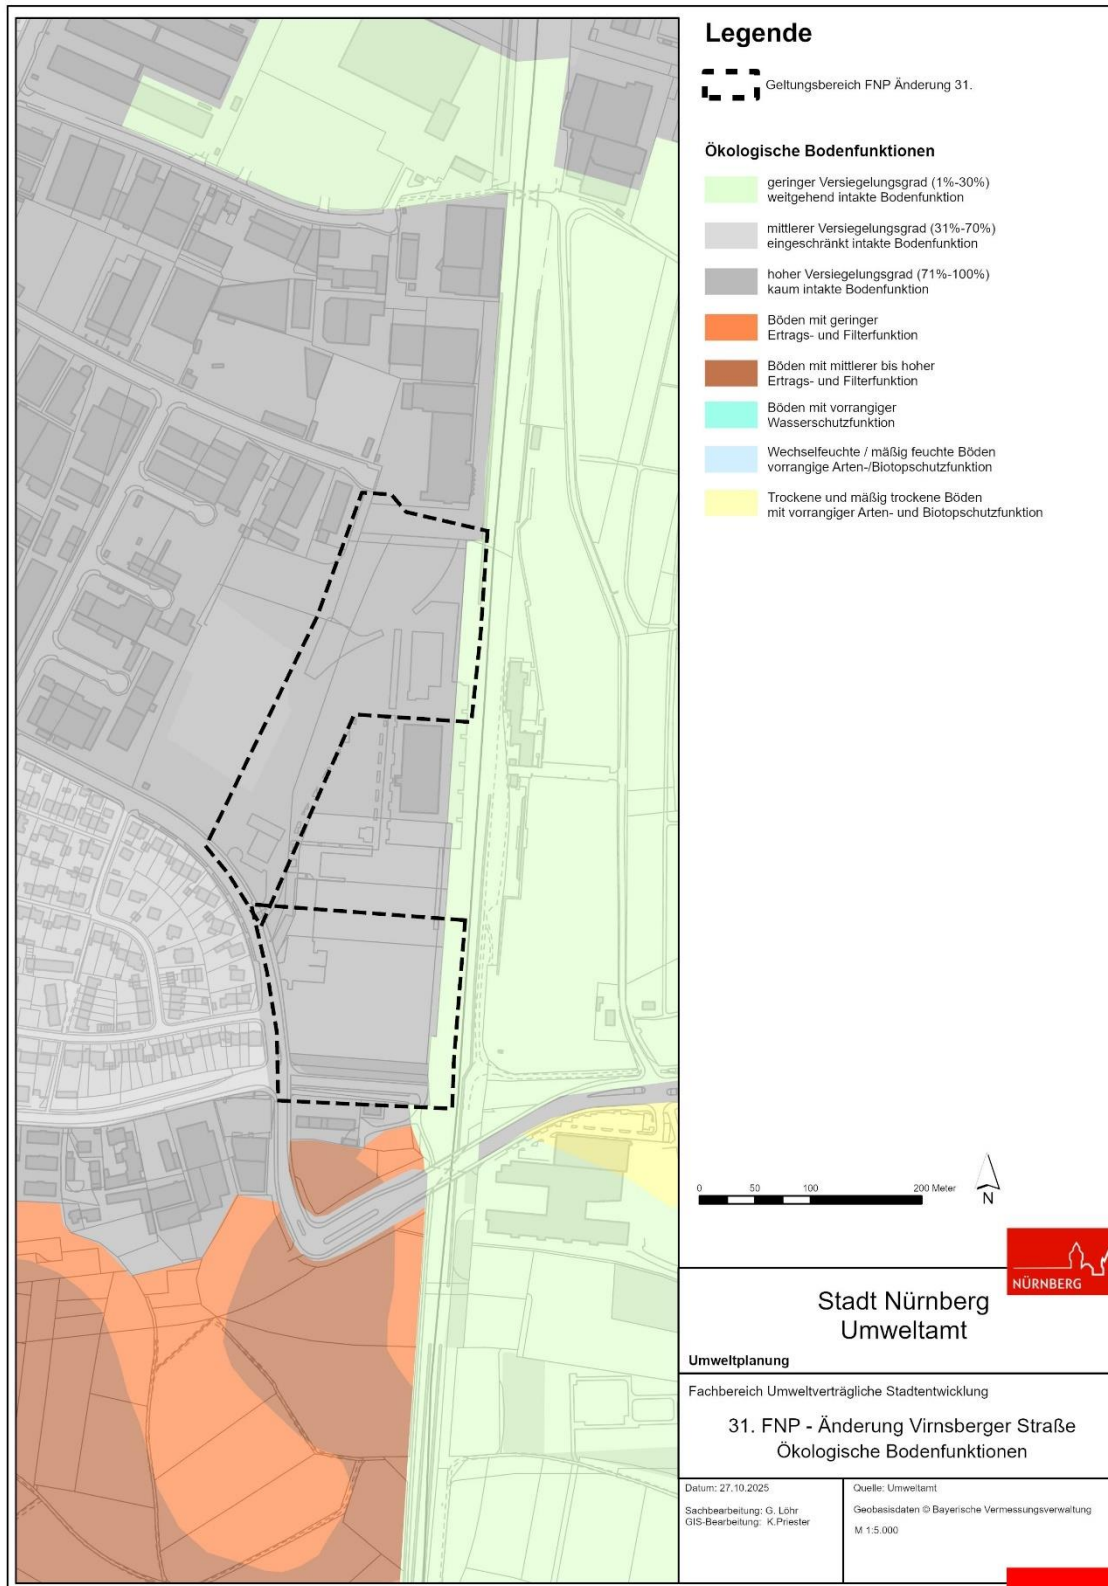 Legende
Geltungsbereich FNP Änderung 31.
Ökologische Bodenfunktionen
geringer Versiegelungsgrad (1%-30%)
weitgehend intakte Bodenfunktion
mittlerer Versiegelungsgrad (31%-70%)
eingeschränkt intakte Bodenfunktion
hoher Versiegelungsgrad (71%-100%)
kaum intakte Bodenfunktion
Böden mit geringer
Ertrags- und Filterfunktion
Böden mit mittlerer bis hoher
Ertrags- und Filterfunktion
Böden mit vorrangiger
Wasserschutzfunktion
Wechselfeuchte / mäßig feuchte Böden
vorrangige Arten-/Biotopschutzfunktion
Trockene und mäßig trockene Böden
mit vorrangiger Arten- und Biotopschutzfunktion
0 50 100 200 Meter
N
NÜRNBERG
Stadt Nürnberg
Umweltamt
Umweltplanung
Fachbereich Umweltverträgliche Stadtentwicklung
31. FNP - Änderung Virnsberger Straße
Ökologische Bodenfunktionen
Datum: 27.10.2025
Sachbearbeitung: G. Löhr
GIS-Bearbeitung: K.Priester
Quelle: Umweltamt
Geobasisdaten © Bayerische Vermessungsverwaltung
M 1:5.000